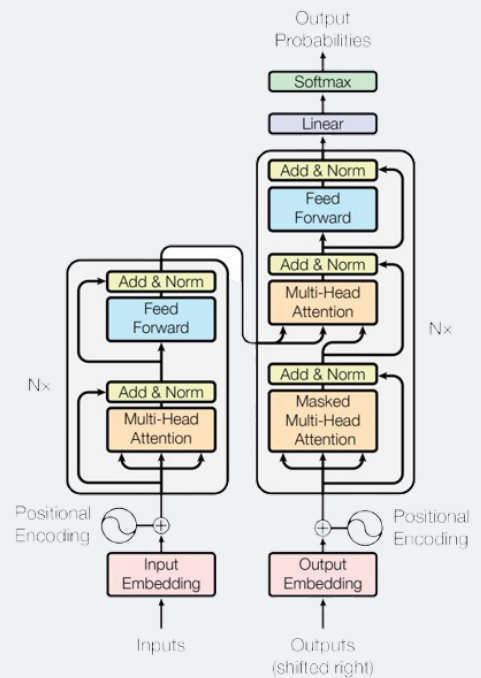 Output
Probabilities
Softmax
Linear
Add & Norm
Feed
Forward
Add & Norm
Multi-Head
Attention
Nx
Add & Norm
Masked
Multi-Head
Attention
Add & Norm
Feed
Forward
Nx
Add & Norm
Multi-Head
Attention
Positional
Encoding
Positional
Encoding
Input
Embedding
Output
Embedding
Inputs
Outputs
(shifted right)